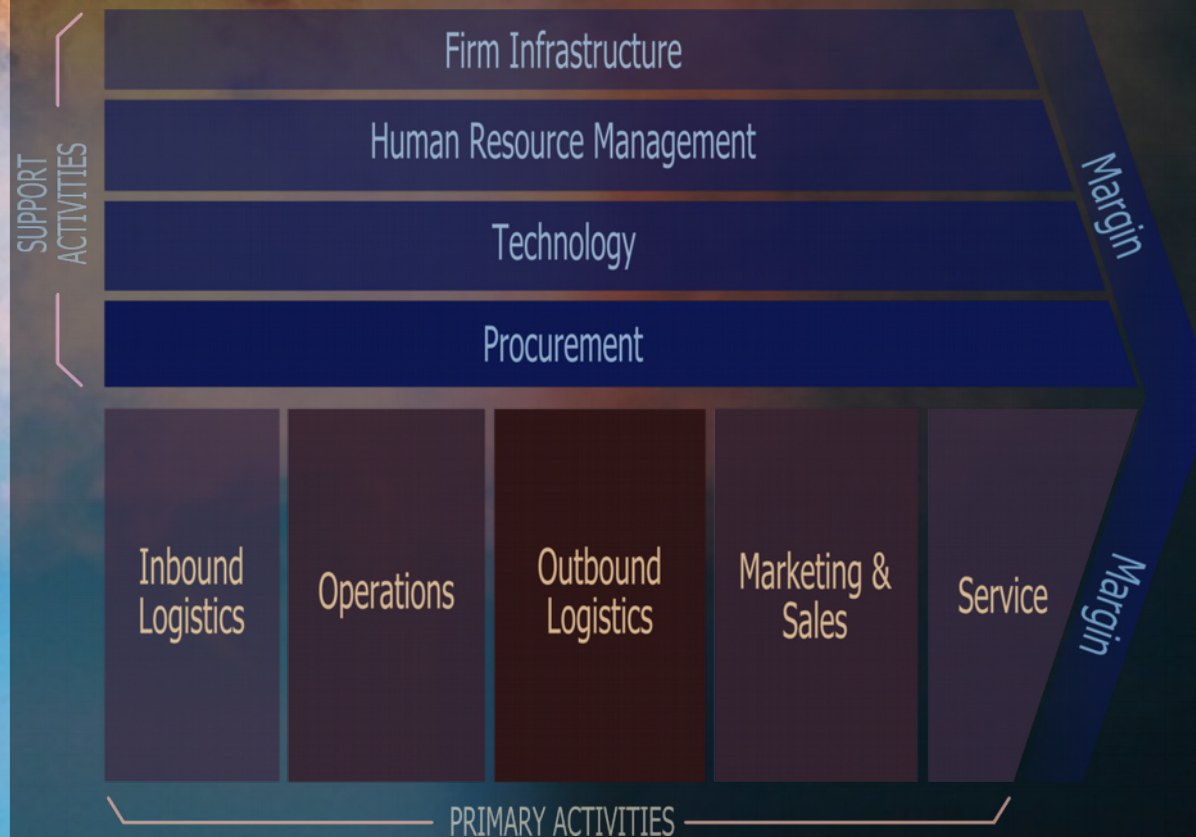 Firm Infrastructure
Human Resource Management
Technology
Procurement
SUPPORT
ACTIVITIES
Margin
Inbound
Logistics
Operations
Outbound
Logistics
Marketing &
Sales
Service
Margin
PRIMARY ACTIVITIES